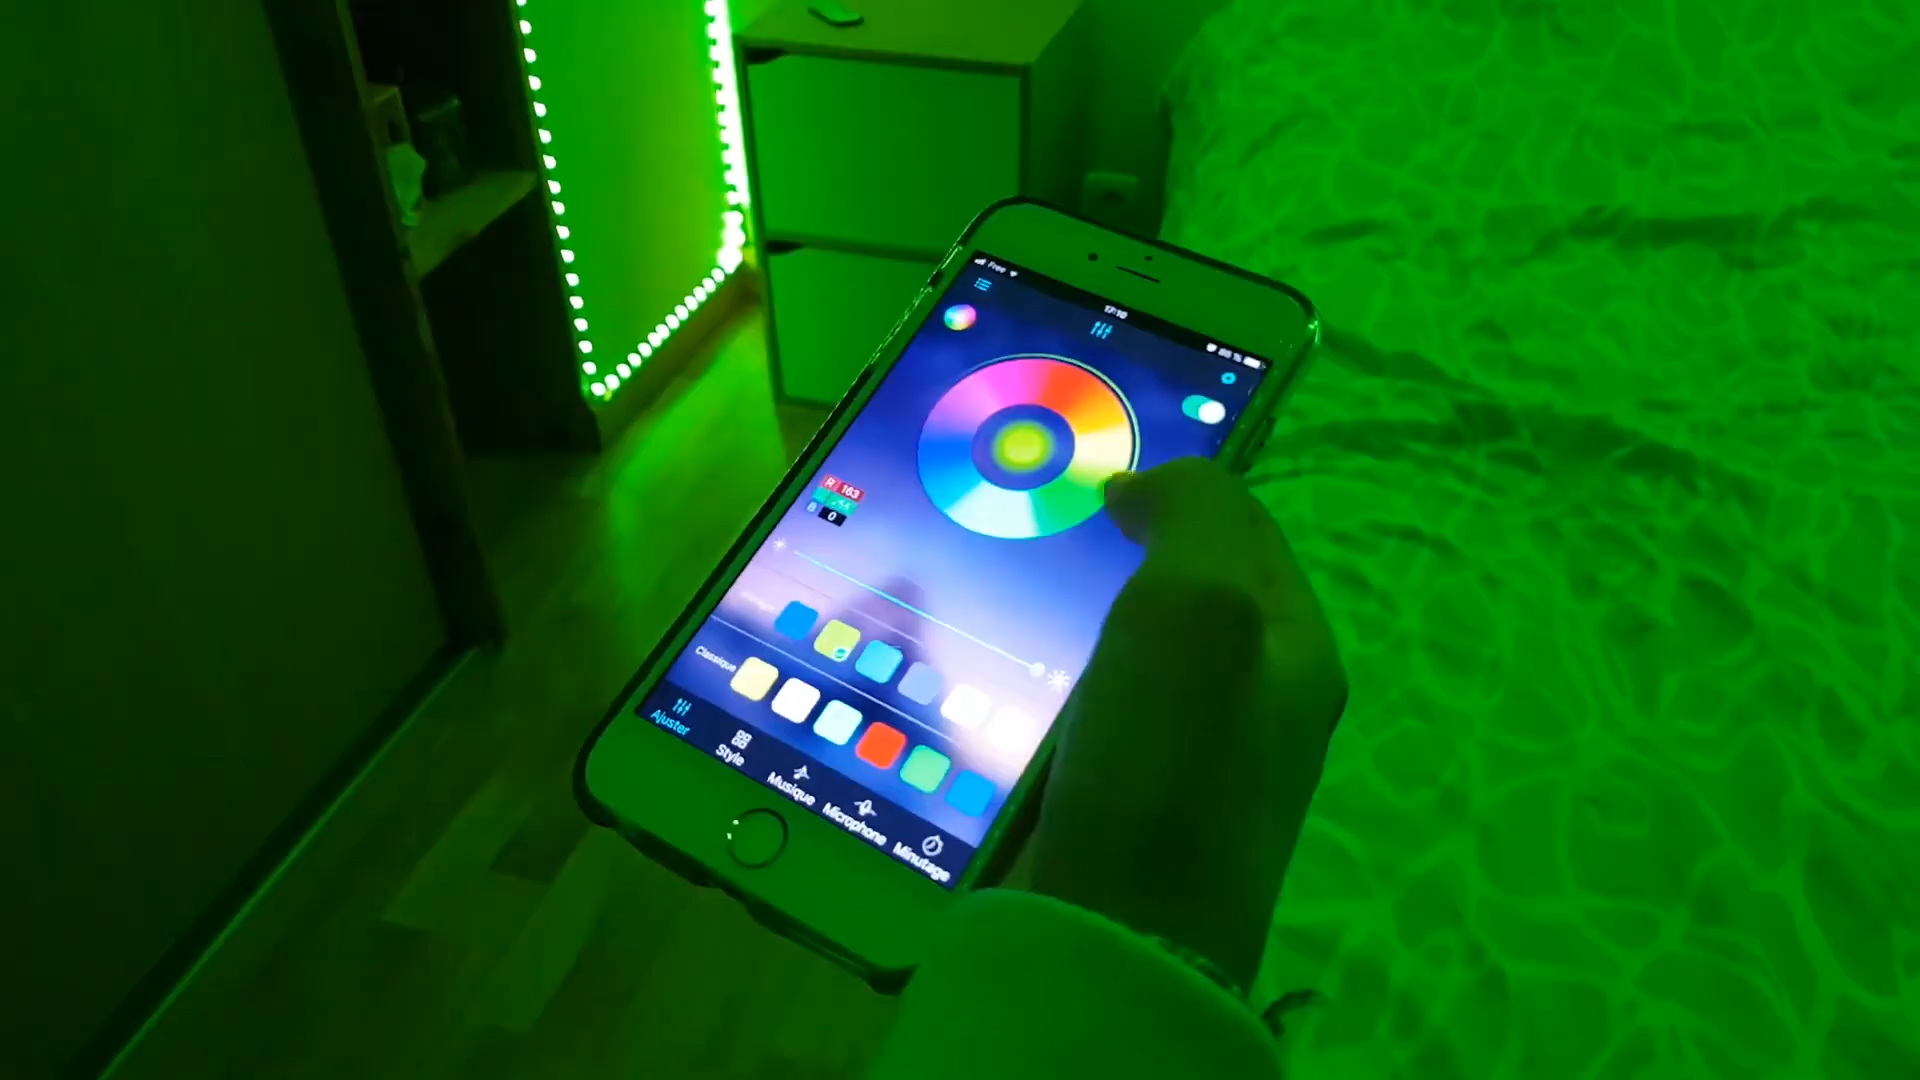 Free
17:10
R 163
B 0
Classique
Ajuster
Style
Musique
Microphone
Minutage